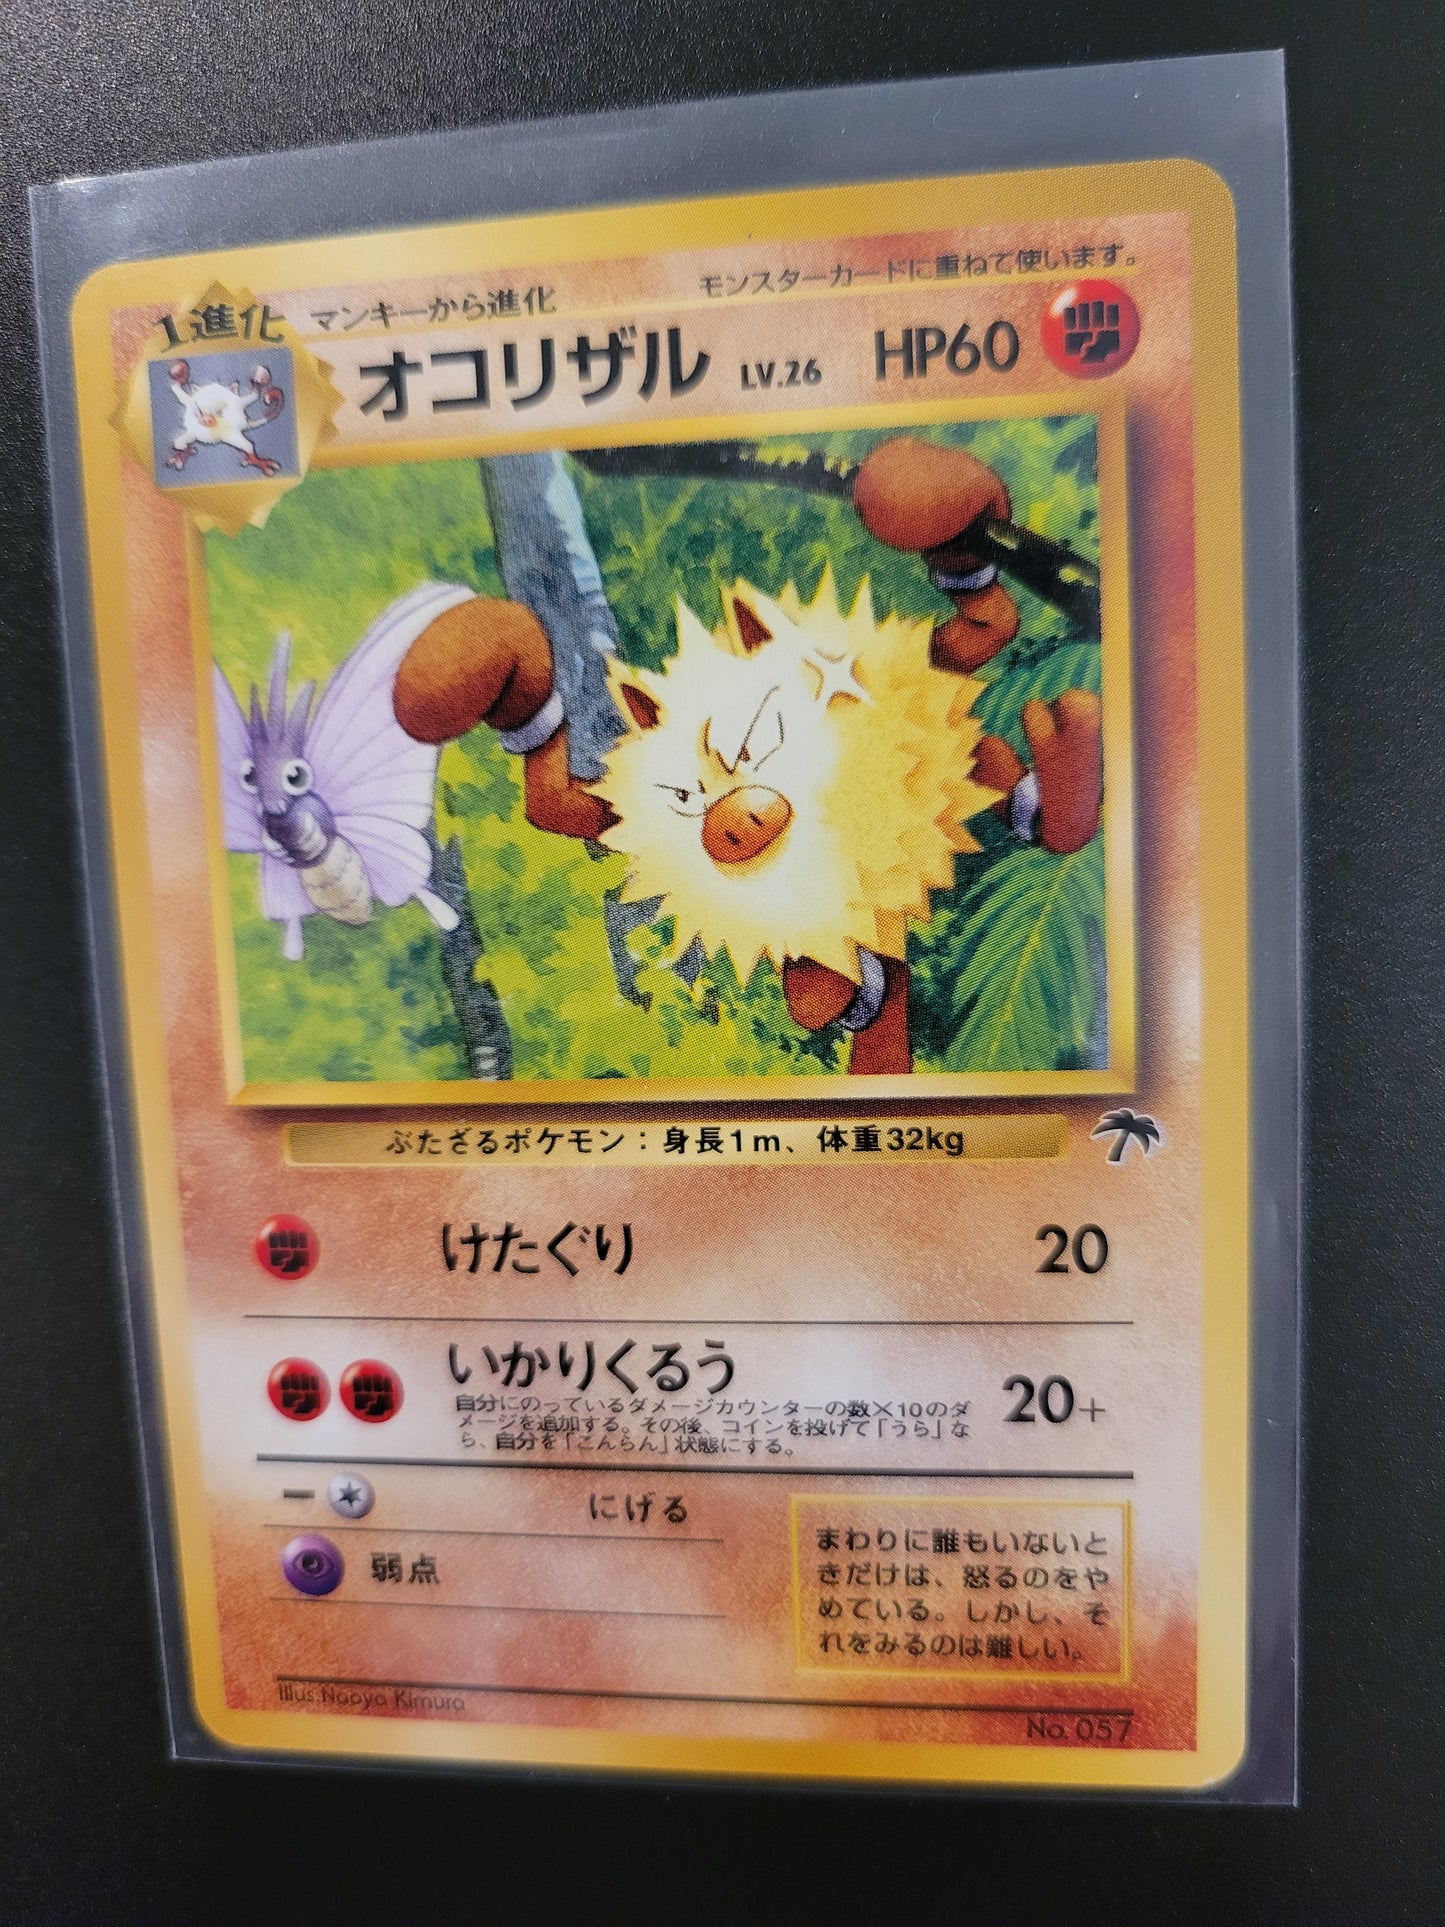 1進化
マンキーから進化
モンスターカードに重ねて使います。
オコリザル LV.26 HP60
ぶたざるポケモン：身長1m、体重32kg
けたぐり 20
いかりくるう 20+
自分にのっているダメージカウンターの数×10のダ
メージを追加する。その後、コインを投げて「うら」な
ら、自分を「こんらん」状態にする。
ー にげる
弱点
まわりに誰もいないと
きだけは、怒るのをや
めている。しかし、そ
れをみるのは難しい。
Illus.Naoyo Kimura
No.057